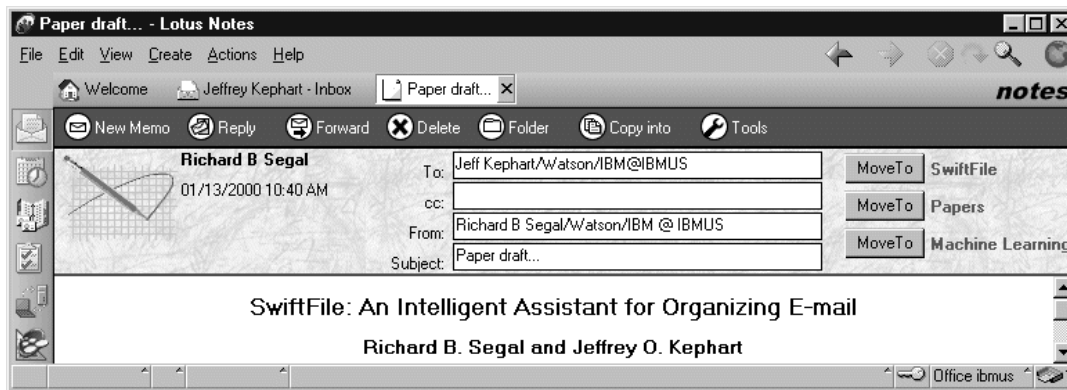 Paper draft... - Lotus Notes
File Edit View Create Actions Help
Welcome Jeffrey Kephart - Inbox Paper draft... notes
New Memo Reply Forward Delete Folder Copy into Tools
Richard B Segal
01/13/2000 10:40 AM
To: Jeff Kephart/Watson/IBM@IBMUS
cc:
From: Richard B Segal/Watson/IBM @ IBMUS
Subject: Paper draft...
MoveTo SwiftFile
MoveTo Papers
MoveTo Machine Learning
SwiftFile: An Intelligent Assistant for Organizing E-mail
Richard B. Segal and Jeffrey O. Kephart
Office ibmus